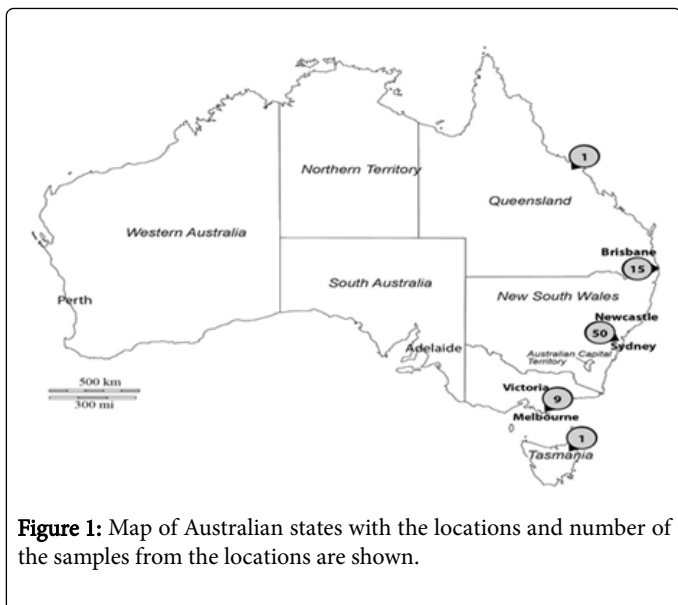 1
Northern Territory
Queensland
Western Australia
Brisbane
15
South Australia
New South Wales
Perth
Newcastle
50
Sydney
Adelaide
Australian Capital
Territory
500 km
300 mi
Victoria
9
Melbourne
1
Tasmania
Figure 1: Map of Australian states with the locations and number of
the samples from the locations are shown.